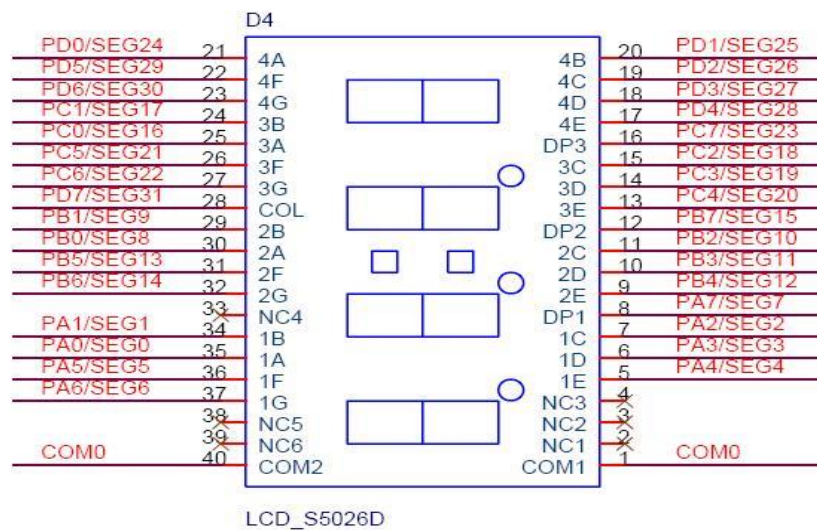 D4
PD0/SEG24 21 4A 4B 20 PD1/SEG25
PD5/SEG29 22 4F 4C 19 PD2/SEG26
PD6/SEG30 23 4G 4D 18 PD3/SEG27
PC1/SEG17 24 3B 4E 17 PD4/SEG28
PC0/SEG16 25 3A DP3 16 PC7/SEG23
PC5/SEG21 26 3F 3C 15 PC2/SEG18
PC6/SEG22 27 3G 3D 14 PC3/SEG19
PD7/SEG31 28 COL 3E 13 PC4/SEG20
PB1/SEG9 29 2B DP2 12 PB7/SEG15
PB0/SEG8 30 2A 2C 11 PB2/SEG10
PB5/SEG13 31 2F 2D 10 PB3/SEG11
PB6/SEG14 32 2G 2E 9 PB4/SEG12
33 NC4 DP1 8 PA7/SEG7
PA1/SEG1 34 1B 1C 7 PA2/SEG2
PA0/SEG0 35 1A 1D 6 PA3/SEG3
PA5/SEG5 36 1F 1E 5 PA4/SEG4
PA6/SEG6 37 1G NC3 4
38 NC5 NC2 3
39 NC6 NC1 2
COM0 40 COM2 COM1 1 COM0
LCD_S5026D